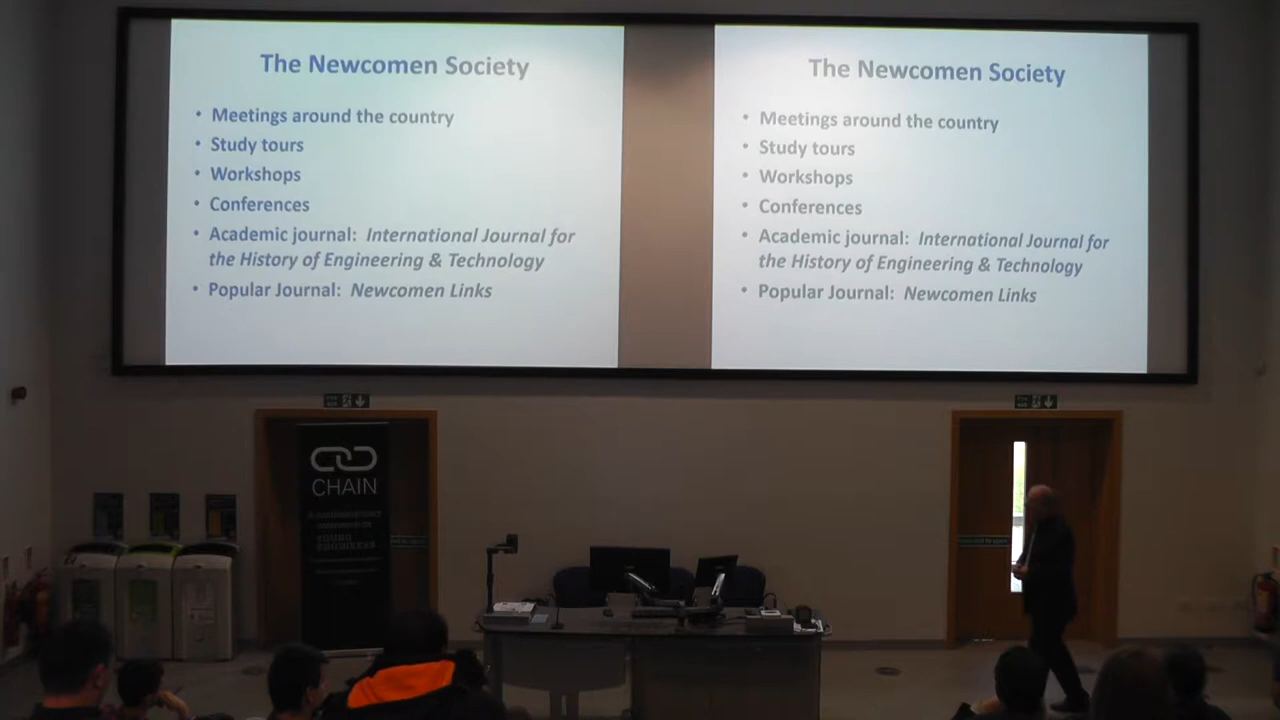 The Newcomen Society
• Meetings around the country
• Study tours
• Workshops
• Conferences
• Academic journal: International Journal for
the History of Engineering & Technology
• Popular Journal: Newcomen Links
The Newcomen Society
• Meetings around the country
• Study tours
• Workshops
• Conferences
• Academic journal: International Journal for
the History of Engineering & Technology
• Popular Journal: Newcomen Links
CHAIN